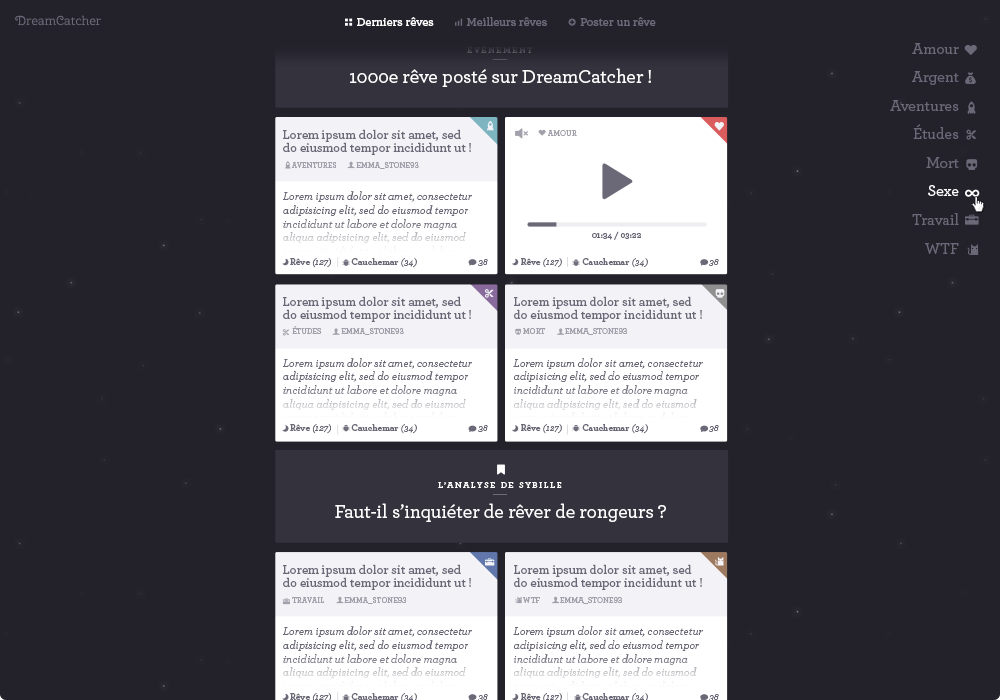 DreamCatcher
Derniers rêves
Meilleurs rêves
Poster un rêve
ÉVÉNEMENT
1000e rêve posté sur DreamCatcher !
Lorem ipsum dolor sit amet, sed
do eiusmod tempor incididunt ut !
AVENTURES
EMMA_STONE93
Lorem ipsum dolor sit amet, consectetur
adipisicing elit, sed do eiusmod tempor
incididunt ut labore et dolore magna
aliqua adipisicing elit, sed do eiusmod
Rêve (127)
Cauchemar (34)
38
AMOUR
01:34 / 03:22
Rêve (127)
Cauchemar (34)
38
Lorem ipsum dolor sit amet, sed
do eiusmod tempor incididunt ut !
ÉTUDES
EMMA_STONE93
Lorem ipsum dolor sit amet, consectetur
adipisicing elit, sed do eiusmod tempor
incididunt ut labore et dolore magna
aliqua adipisicing elit, sed do eiusmod
Rêve (127)
Cauchemar (34)
38
Lorem ipsum dolor sit amet, sed
do eiusmod tempor incididunt ut !
MORT
EMMA_STONE93
Lorem ipsum dolor sit amet, consectetur
adipisicing elit, sed do eiusmod tempor
incididunt ut labore et dolore magna
aliqua adipisicing elit, sed do eiusmod
Rêve (127)
Cauchemar (34)
38
L'ANALYSE DE SYBILLE
Faut-il s'inquiéter de rêver de rongeurs ?
Lorem ipsum dolor sit amet, sed
do eiusmod tempor incididunt ut !
TRAVAIL
EMMA_STONE93
Lorem ipsum dolor sit amet, consectetur
adipisicing elit, sed do eiusmod tempor
incididunt ut labore et dolore magna
aliqua adipisicing elit, sed do eiusmod
Rêve (127)
Cauchemar (34)
38
Lorem ipsum dolor sit amet, sed
do eiusmod tempor incididunt ut !
WTF
EMMA_STONE93
Lorem ipsum dolor sit amet, consectetur
adipisicing elit, sed do eiusmod tempor
incididunt ut labore et dolore magna
aliqua adipisicing elit, sed do eiusmod
Rêve (127)
Cauchemar (34)
38
Amour
Argent
Aventures
Études
Mort
Sexe
Travail
WTF